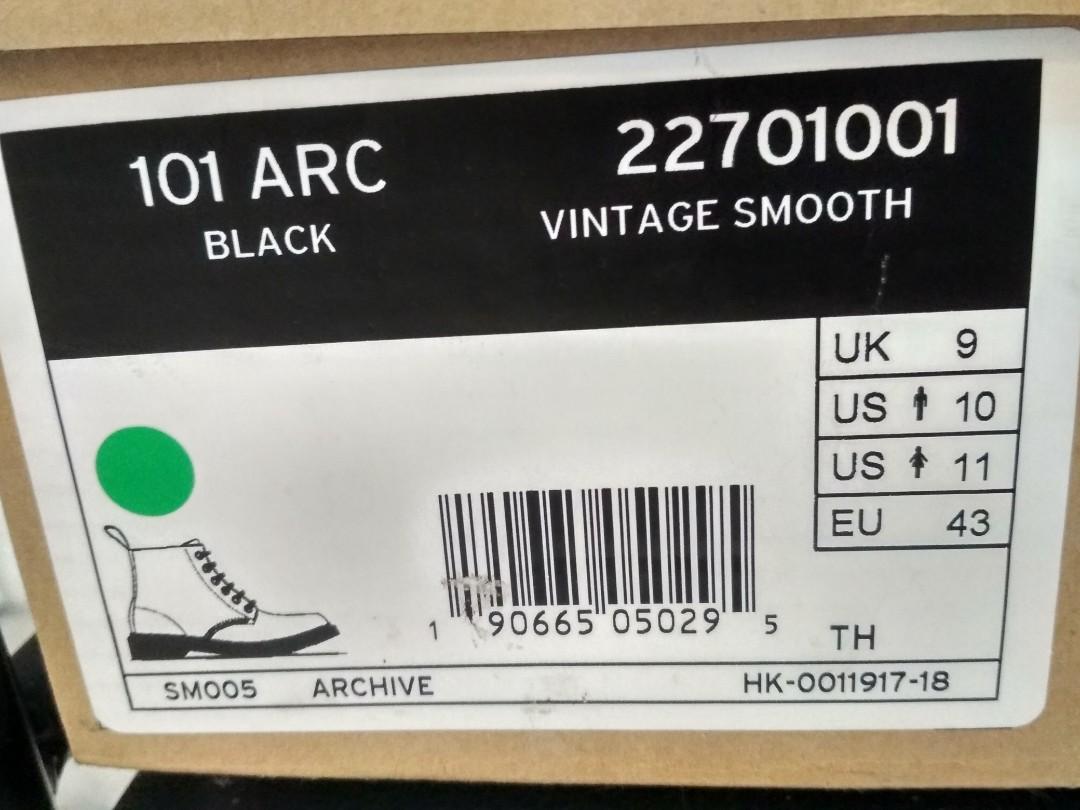 101 ARC
22701001
BLACK
VINTAGE SMOOTH
UK 9
US 10
US 11
EU 43
1 90665 05029 5
TH
SM005 ARCHIVE HK-0011917-18